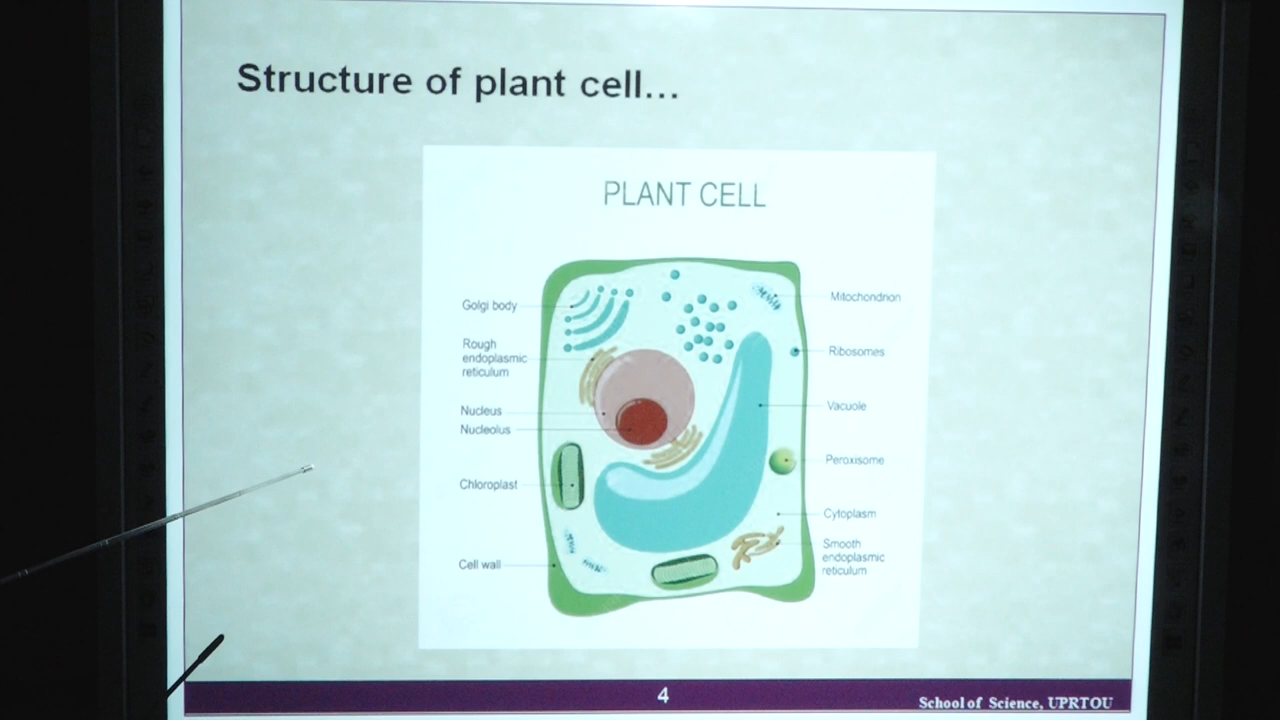 Structure of plant cell...
PLANT CELL
Golgi body
Rough
endoplasmic
reticulum
Nucleus
Nucleolus
Chloroplast
Cell wall
Mitochondrion
Ribosomes
Vacuole
Peroxisome
Cytoplasm
Smooth
endoplasmic
reticulum
4
School of Science, UPRTOU